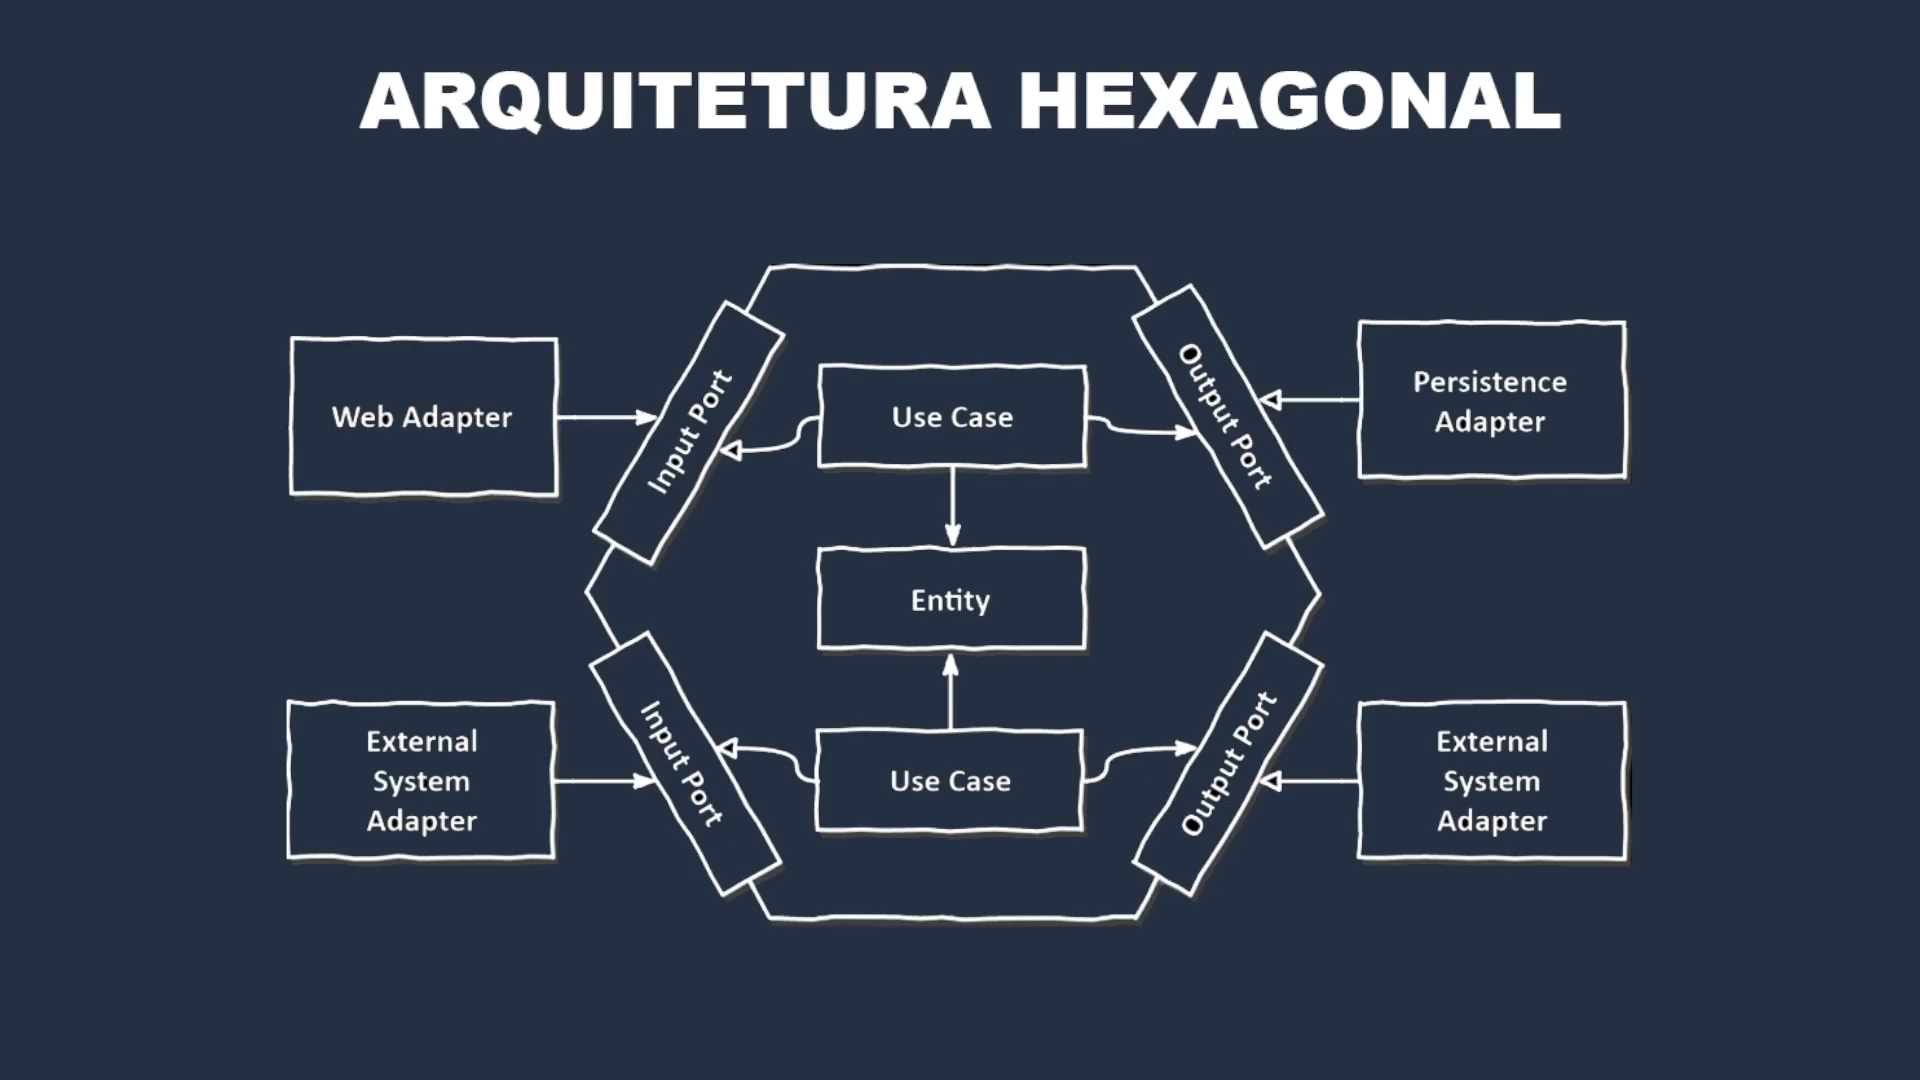 ARQUITETURA HEXAGONAL
Web Adapter
Input Port
Use Case
Output Port
Persistence
Adapter
Entity
External
System
Adapter
Input Port
Use Case
Output Port
External
System
Adapter